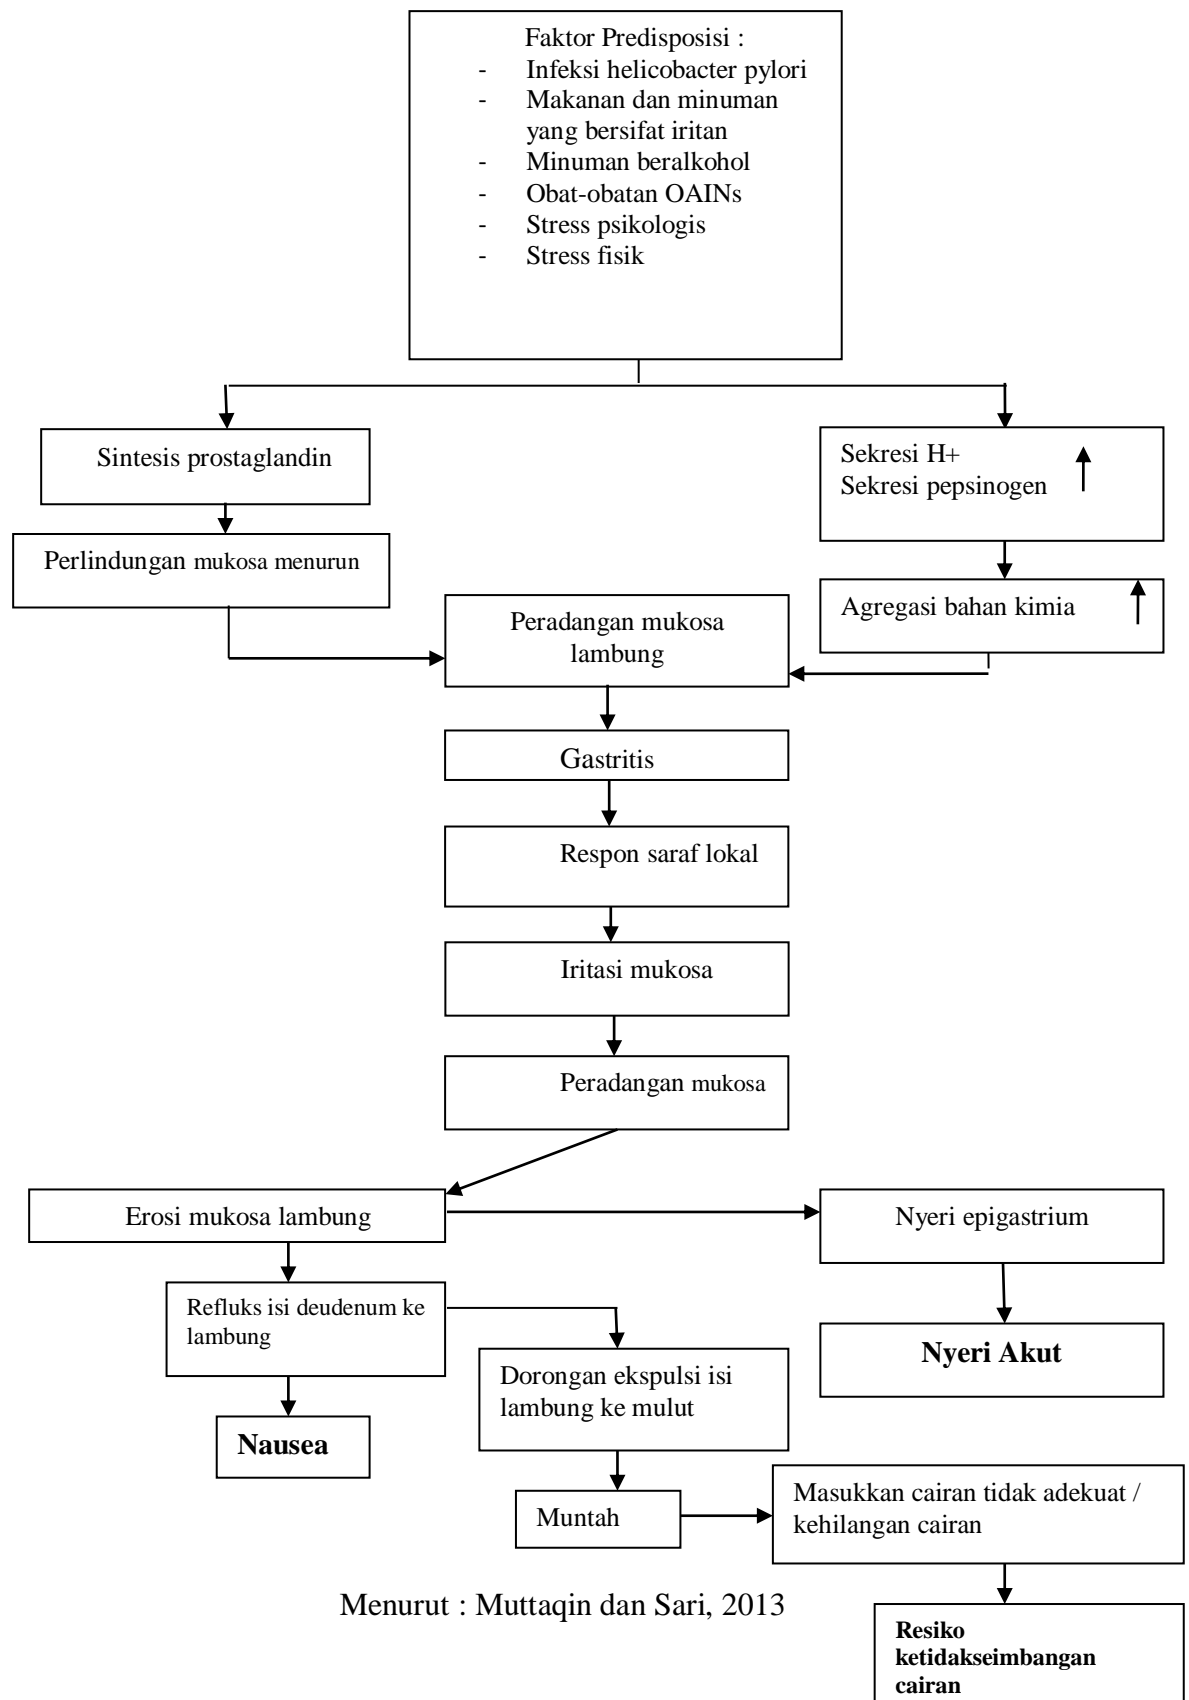 Faktor Predisposisi :
- Infeksi helicobacter pylori
- Makanan dan minuman
yang bersifat iritan
- Minuman beralkohol
- Obat-obatan OAINs
- Stress psikologis
- Stress fisik
Sintesis prostaglandin
Sekresi H+
Sekresi pepsinogen
Perlindungan mukosa menurun
Agregasi bahan kimia
Peradangan mukosa
lambung
Gastritis
Respon saraf lokal
Iritasi mukosa
Peradangan mukosa
Erosi mukosa lambung
Nyeri epigastrium
Refluks isi deudenum ke
lambung
Nyeri Akut
Dorongan ekspulsi isi
lambung ke mulut
Nausea
Muntah
Masukkan cairan tidak adekuat /
kehilangan cairan
Menurut : Muttaqin dan Sari, 2013
Resiko
ketidakseimbangan
cairan